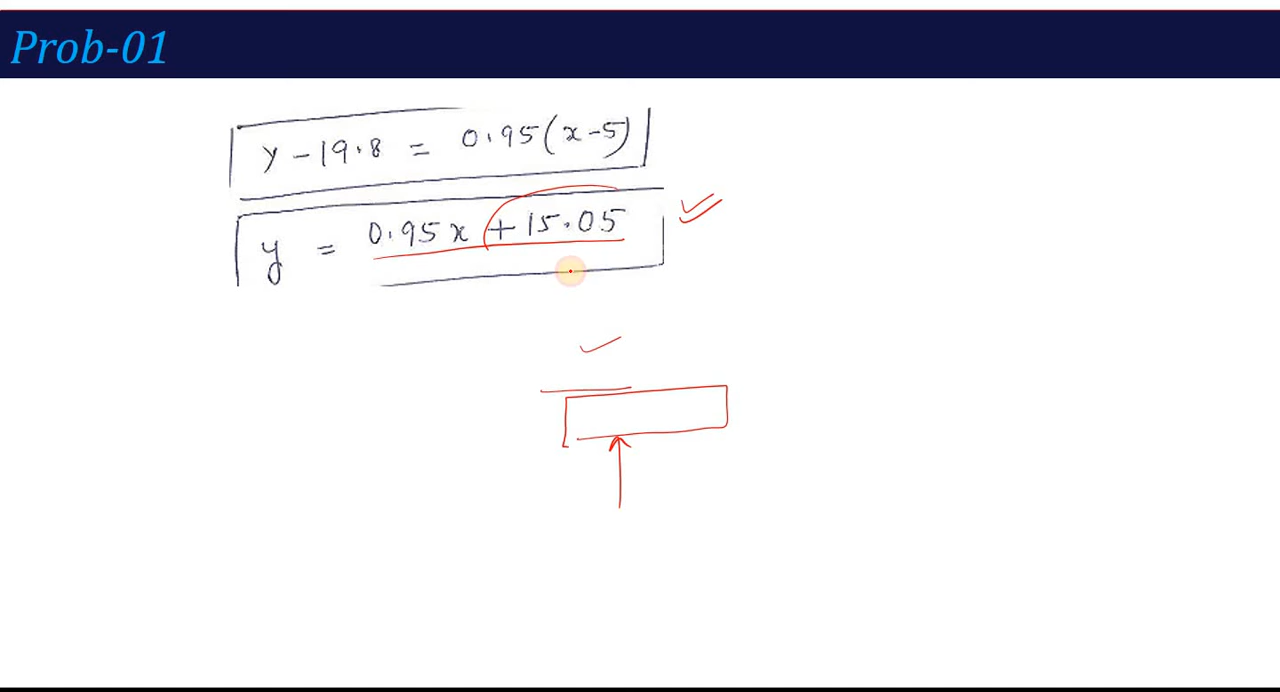 Prob-01
y - 19.8 = 0.95(x-5)
y = 0.95x + 15.05